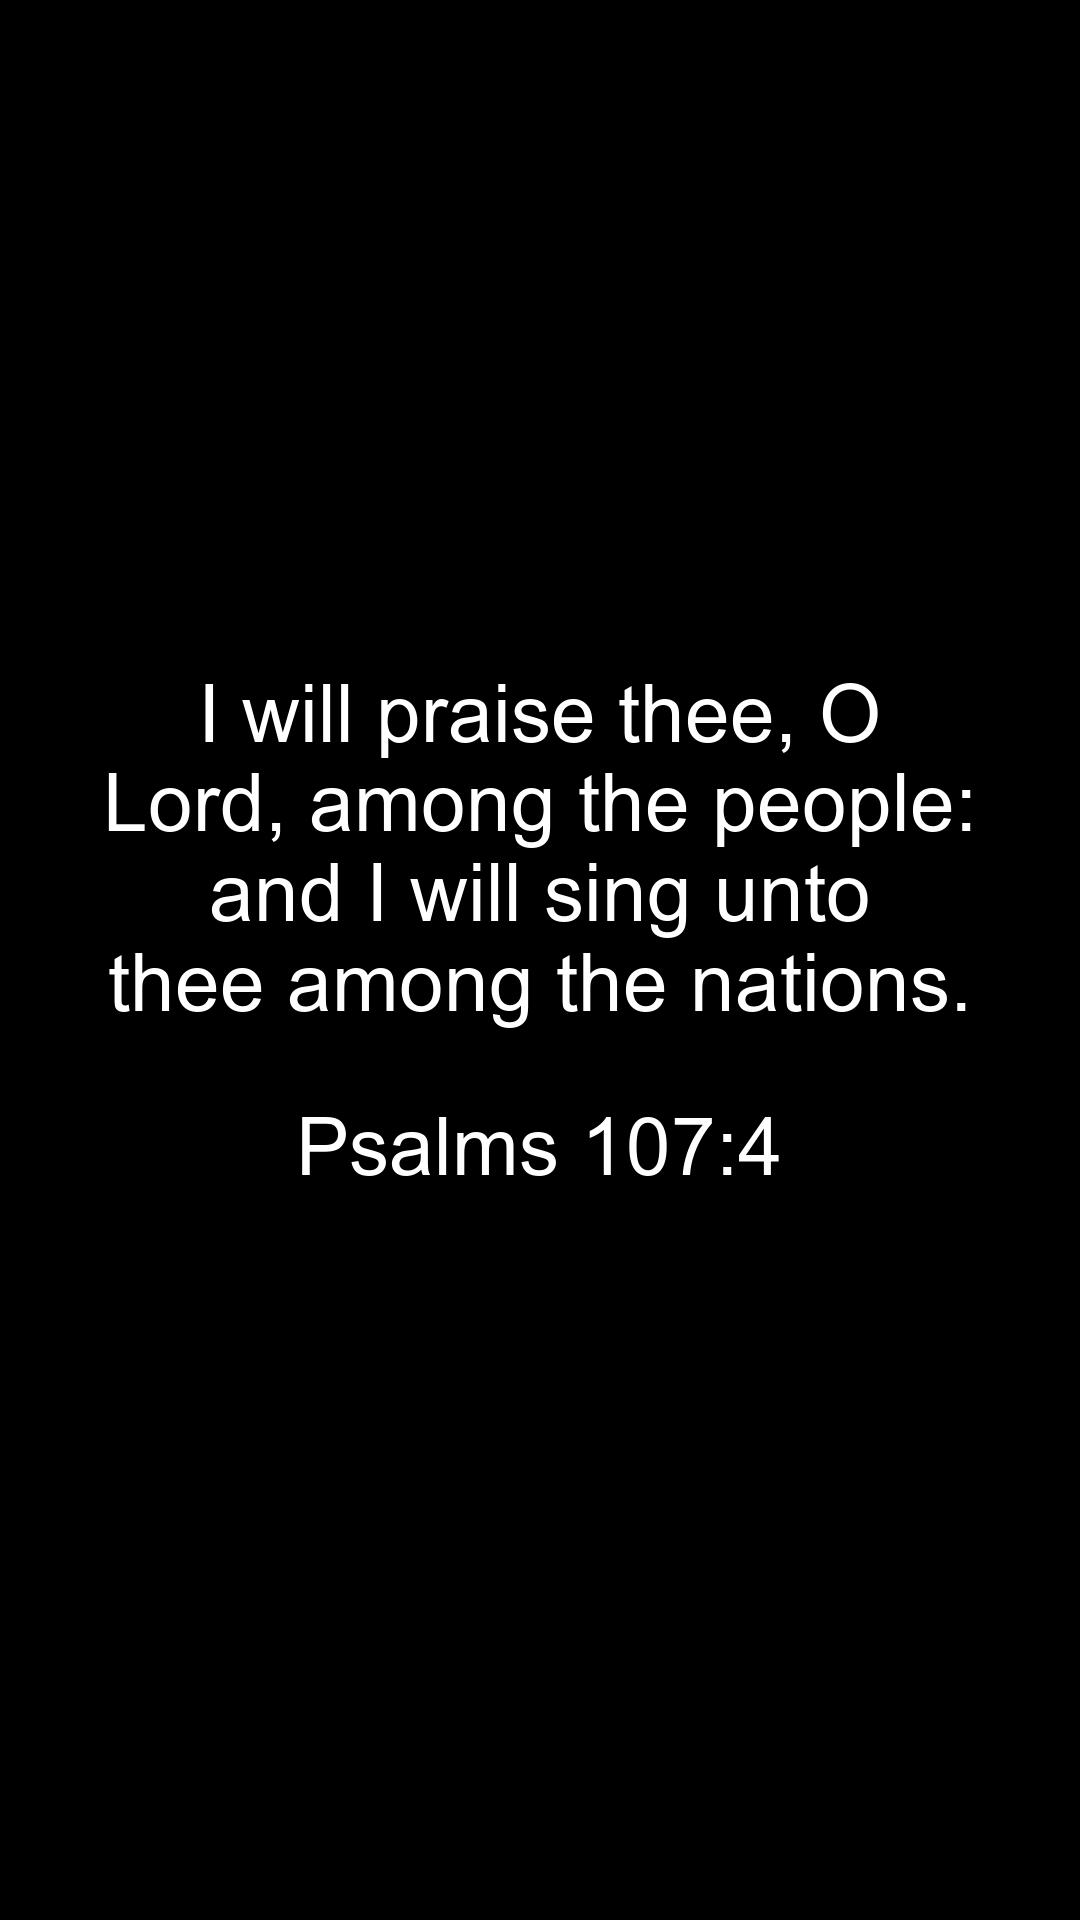 I will praise thee, O
Lord, among the people:
and I will sing unto
thee among the nations.
Psalms 107:4